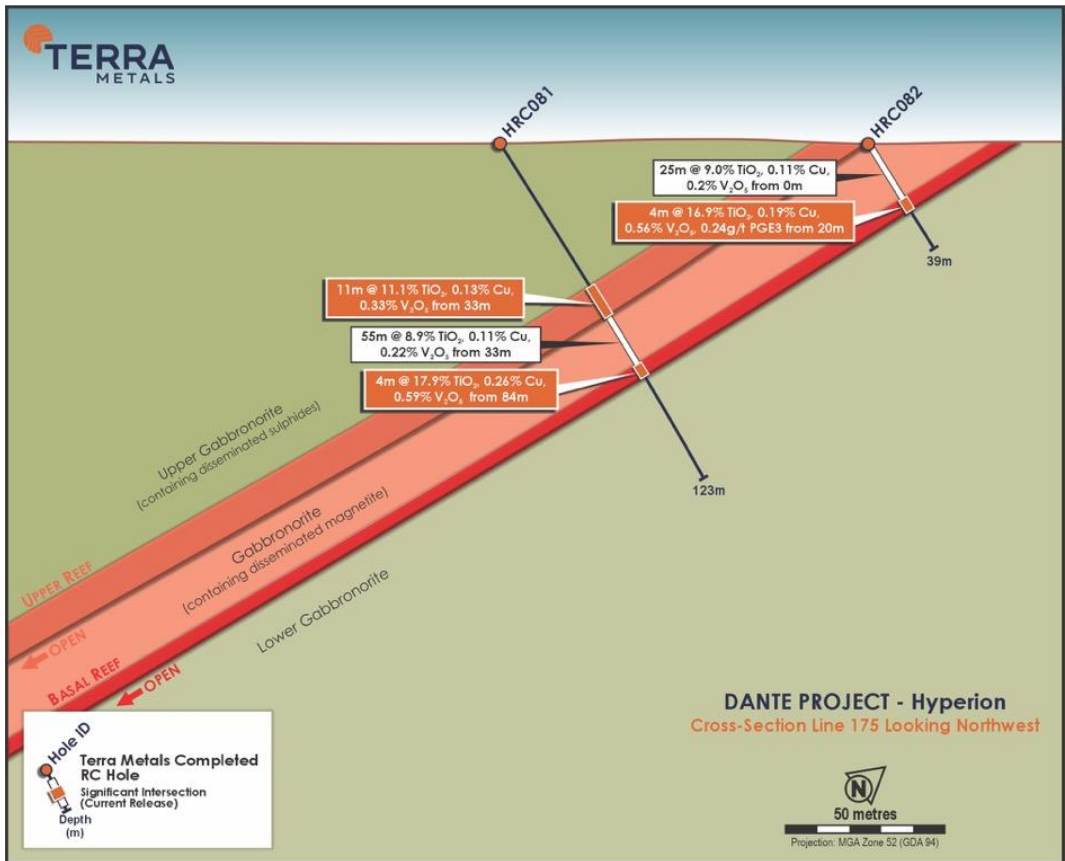 TERRA
METALS
HRC081
HRC082
25m @ 9.0% TiO₂, 0.11% Cu,
0.2% V₂O₅ from 0m
4m @ 16.9% TiO₂, 0.19% Cu,
0.56% V₂O₅, 0.24g/t PGE3 from 20m
39m
11m @ 11.1% TiO₂, 0.13% Cu,
0.33% V₂O₅ from 33m
55m @ 8.9% TiO₂, 0.11% Cu,
0.22% V₂O₅ from 33m
4m @ 17.9% TiO₂, 0.26% Cu,
0.59% V₂O₅ from 84m
123m
Upper Gabbronorite
(containing disseminated sulphides)
Gabbronorite
(containing disseminated magnetite)
Lower Gabbronorite
UPPER REEF
OPEN
BASAL REEF
OPEN
Hole ID
Terra Metals Completed
RC Hole
Significant Intersection
(Current Release)
Depth
(m)
DANTE PROJECT - Hyperion
Cross-Section Line 175 Looking Northwest
N
50 metres
Projection: MGA Zone 52 (GDA 94)